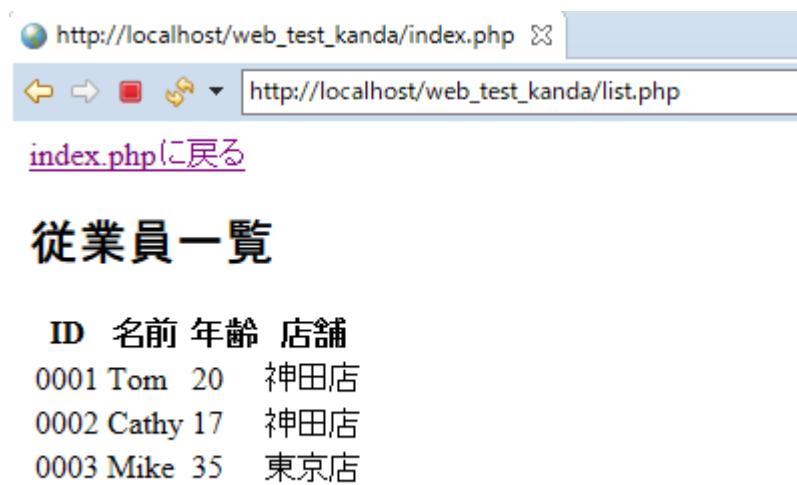 http://localhost/web_test_kanda/index.php
http://localhost/web_test_kanda/list.php
index.phpに戻る
従業員一覧
ID 名前 年齢 店舗
0001 Tom 20 神田店
0002 Cathy 17 神田店
0003 Mike 35 東京店